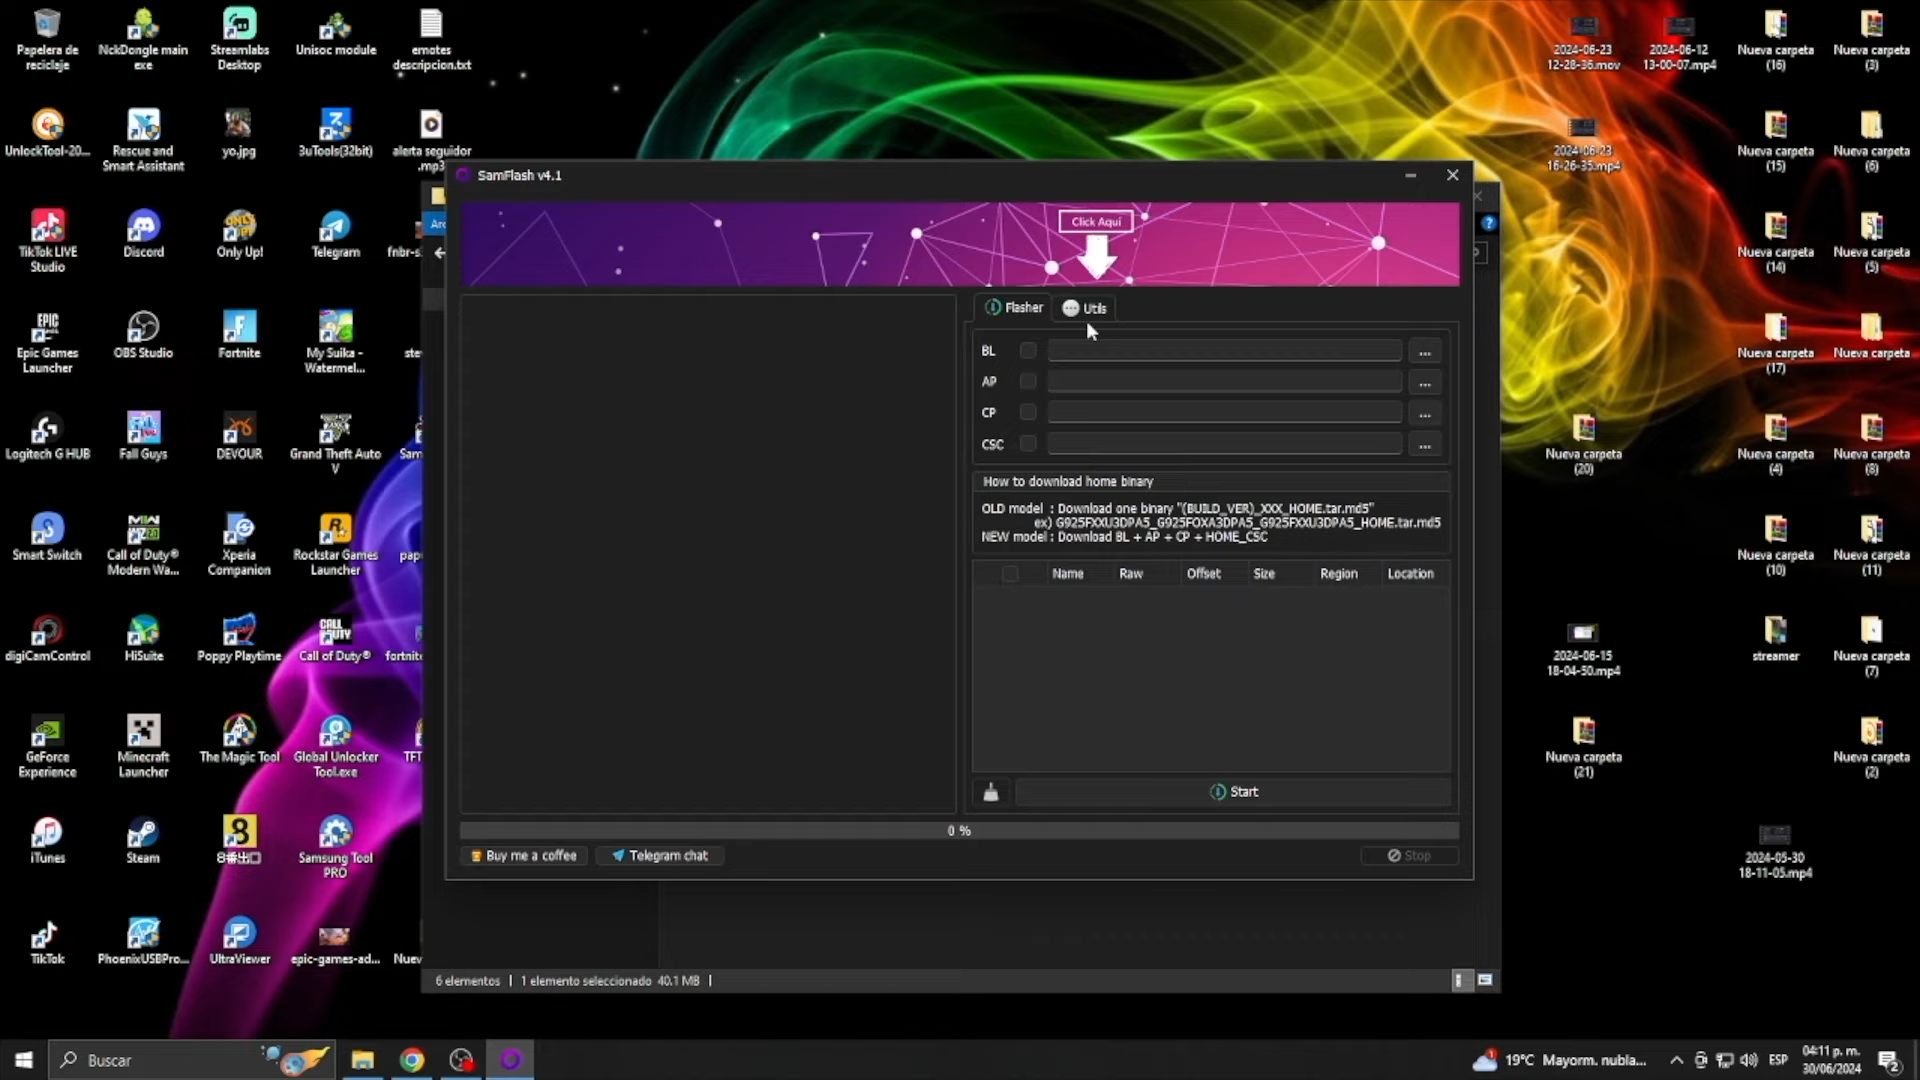 Papelera de
reciclaje
NckDongle main
exe
Streamlabs
Desktop
Unisoc module
emotes
descripcion.txt
UnlockTool-20...
Rescue and
Smart Assistant
yo.jpg
3uTools(32bit)
alerta seguidor
.mp3
TikTok LIVE
Studio
Discord
Only Up!
Telegram
fnbr-s
Epic Games
Launcher
OBS Studio
Fortnite
My Suika -
Watermel...
Logitech G HUB
Fall Guys
DEVOUR
Grand Theft Auto
V
Sam
Smart Switch
Call of Duty®
Modern Wa...
Xperia
Companion
Rockstar Games
Launcher
digiCamControl
HiSuite
Poppy Playtime
Call of Duty®
fortnite
GeForce
Experience
Minecraft
Launcher
The Magic Tool
Global Unlocker
Tool.exe
TFT
iTunes
Steam
8番出口
Samsung Tool
PRO
TikTok
PhoenixUSBPro...
UltraViewer
epic-games-ad...
Nuev
SamFlash v4.1
Click Aqui
Flasher
Utils
BL
...
AP
...
CP
...
CSC
...
How to download home binary
OLD model : Download one binary "(BUILD_VER)_XXX_HOME.tar.md5"
ex) G925FXXU3DPA5_G925FOXA3DPA5_G925FXXU3DPA5_HOME.tar.md5
NEW model : Download BL + AP + CP + HOME_CSC
Name Raw Offset Size Region Location
Start
0 %
Buy me a coffee
Telegram chat
Stop
6 elementos
1 elemento seleccionado 40.1 MB
2024-06-23
12-28-36.mov
2024-06-12
13-00-07.mp4
Nueva carpeta
(16)
Nueva carpeta
(3)
2024-06-23
16-26-35.mp4
Nueva carpeta
(15)
Nueva carpeta
(6)
Nueva carpeta
(14)
Nueva carpeta
(5)
Nueva carpeta
(17)
Nueva carpeta
Nueva carpeta
(20)
Nueva carpeta
(4)
Nueva carpeta
(8)
Nueva carpeta
(10)
Nueva carpeta
(11)
2024-06-15
18-04-50.mp4
streamer
Nueva carpeta
(7)
Nueva carpeta
(21)
Nueva carpeta
(2)
2024-05-30
18-11-05.mp4
Buscar
19°C Mayorm. nubla...
ESP
04:11 p. m.
30/06/2024